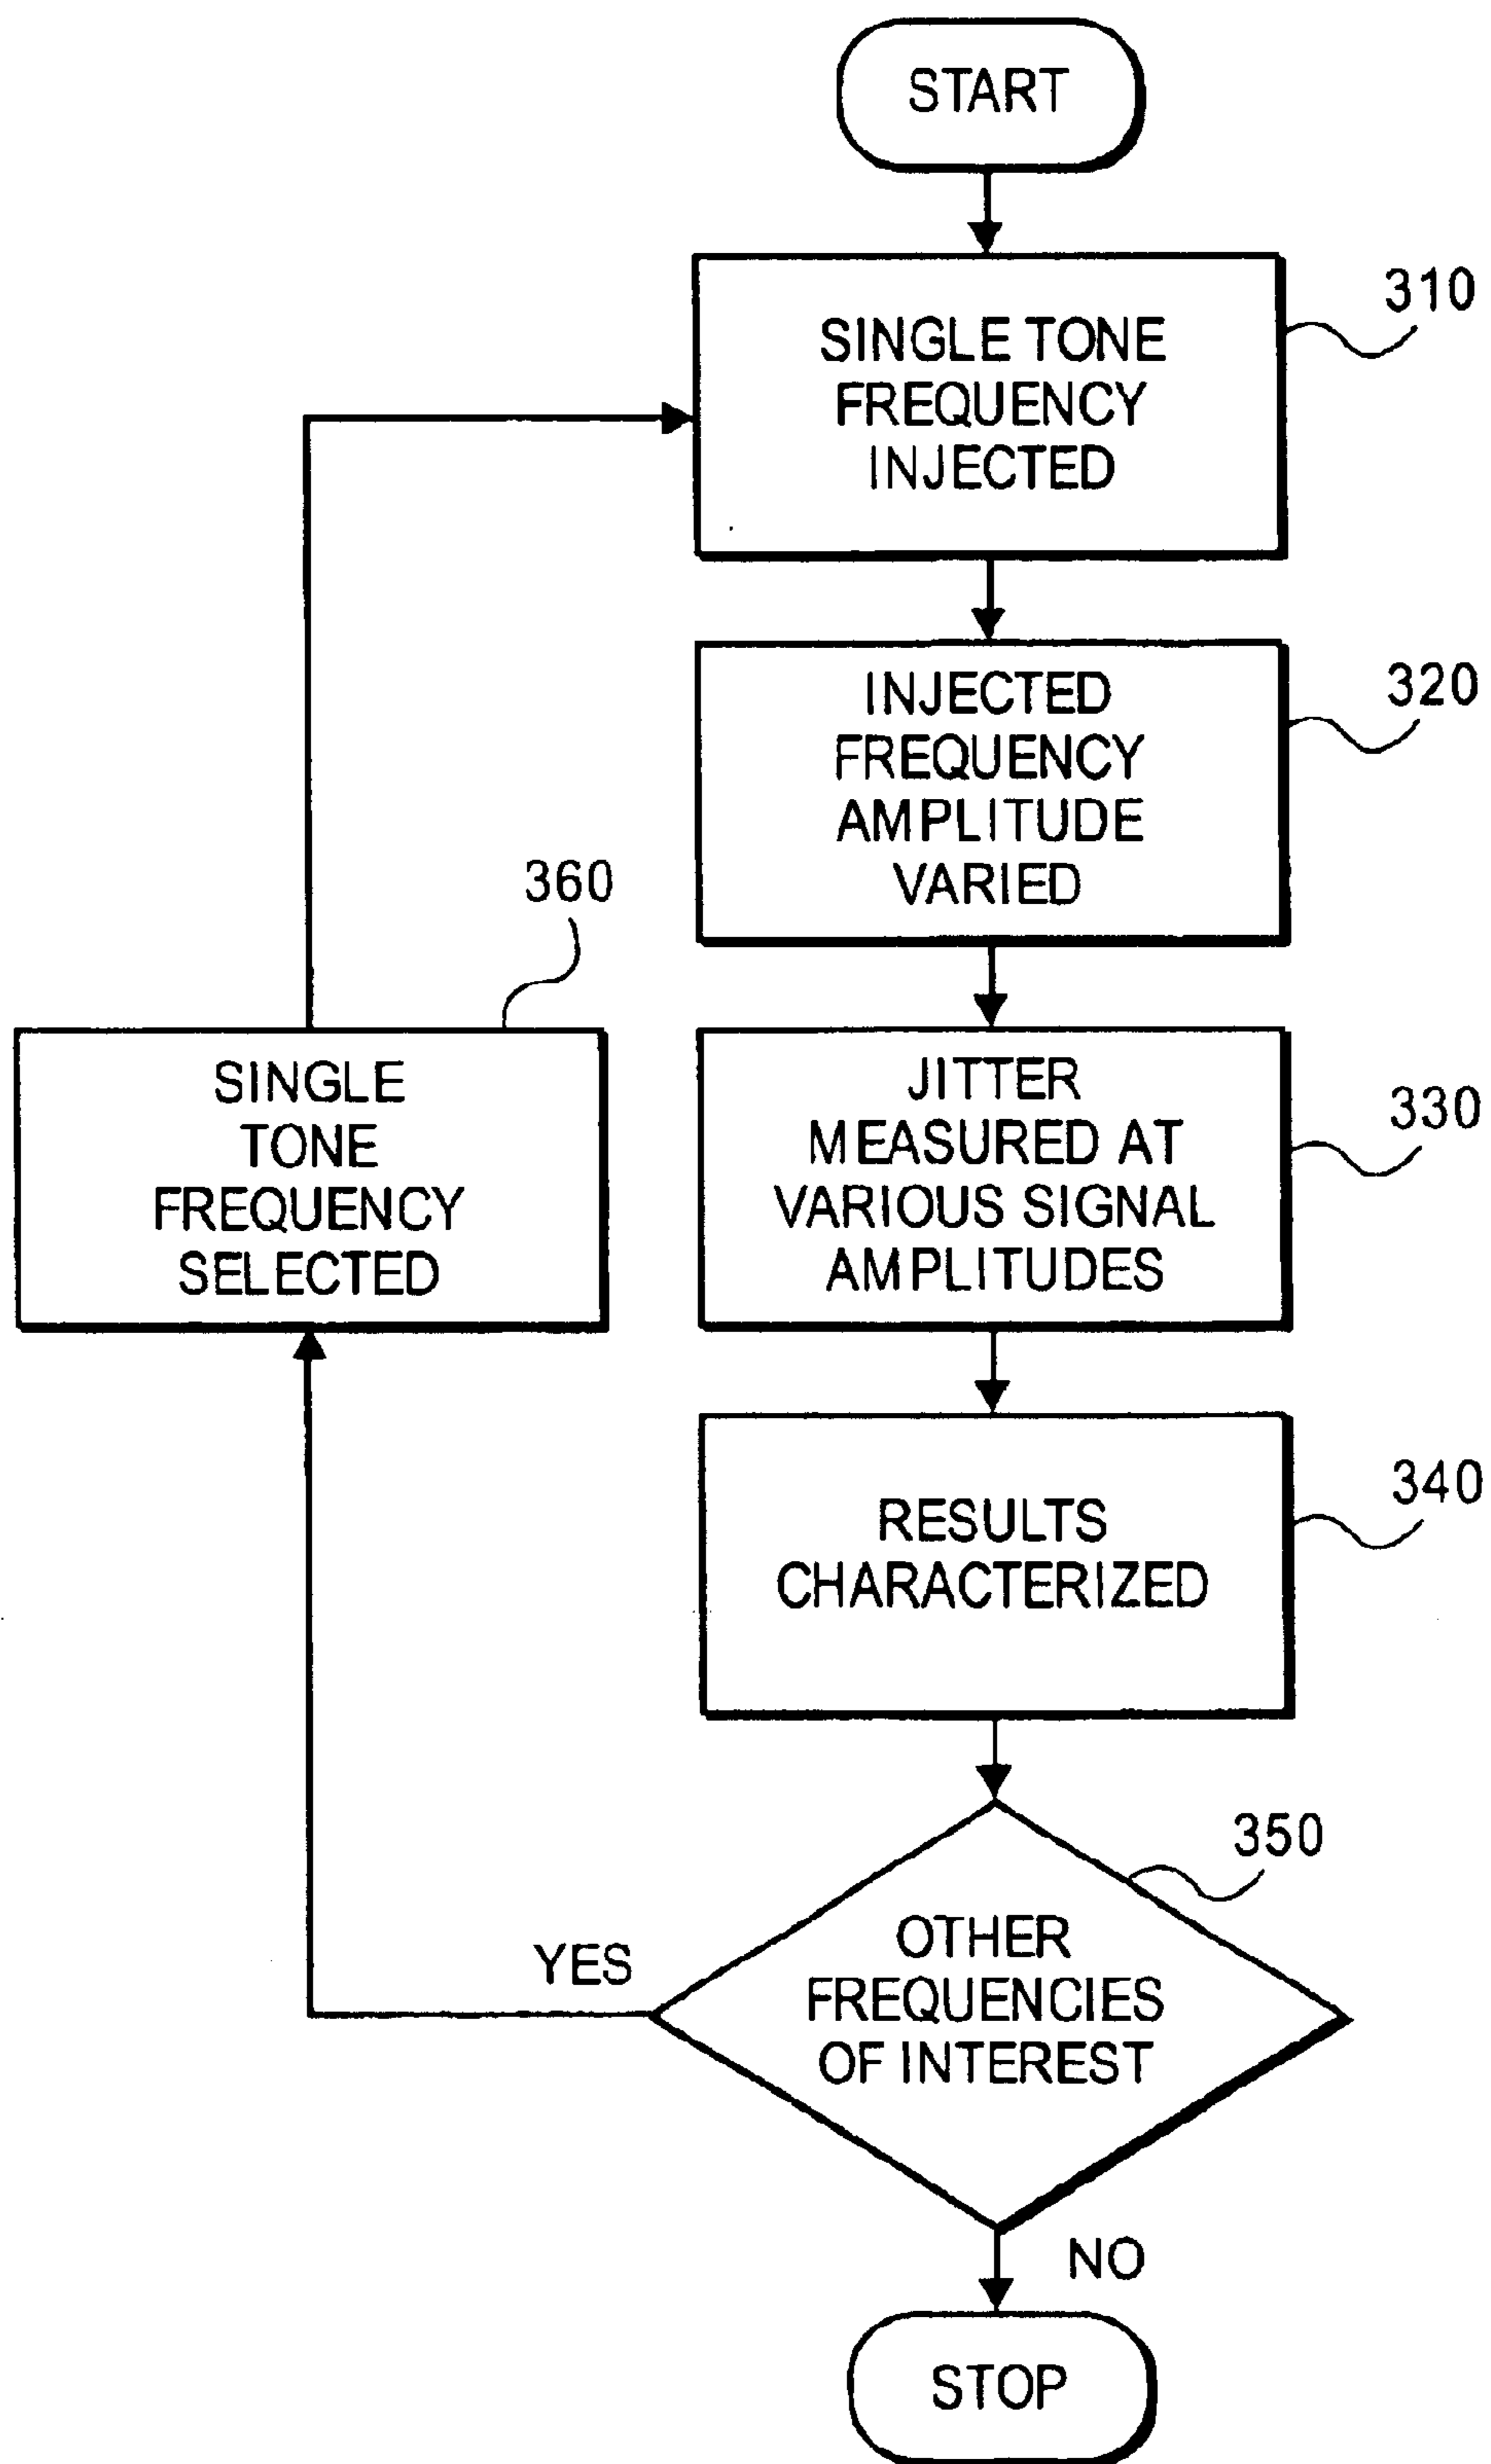 START
310
SINGLE TONE
FREQUENCY
INJECTED
320
INJECTED
FREQUENCY
AMPLITUDE
VARIED
360
SINGLE
TONE
FREQUENCY
SELECTED
330
JITTER
MEASURED AT
VARIOUS SIGNAL
AMPLITUDES
340
RESULTS
CHARACTERIZED
350
OTHER
FREQUENCIES
OF INTEREST
YES
NO
STOP